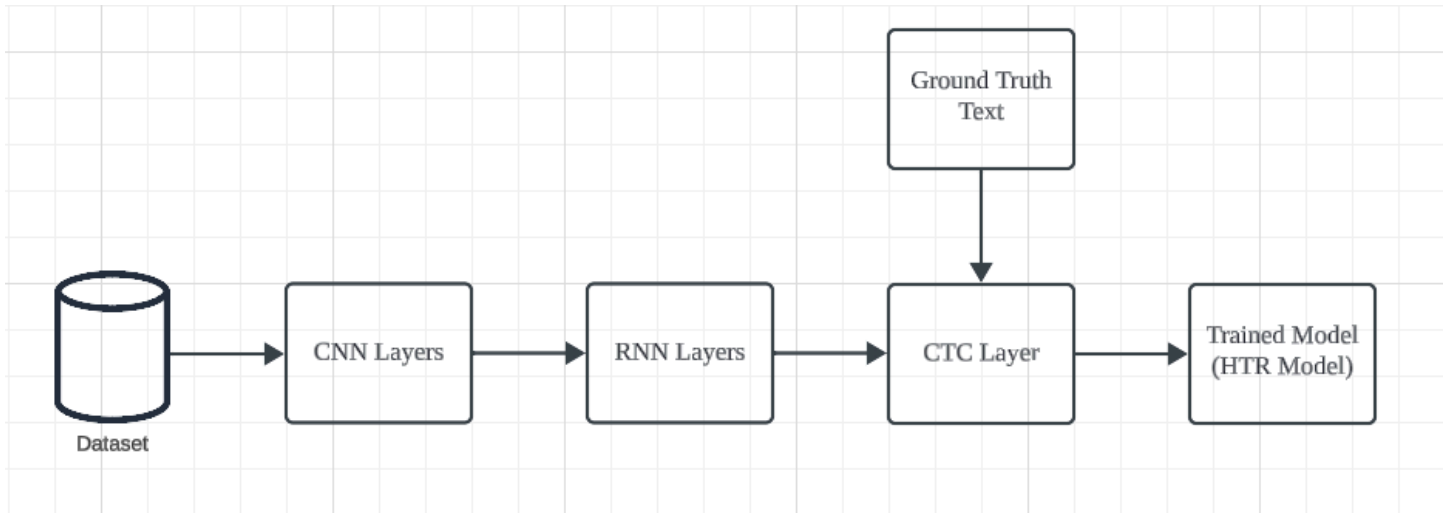 Ground Truth
Text
CNN Layers
RNN Layers
CTC Layer
Trained Model
(HTR Model)
Dataset